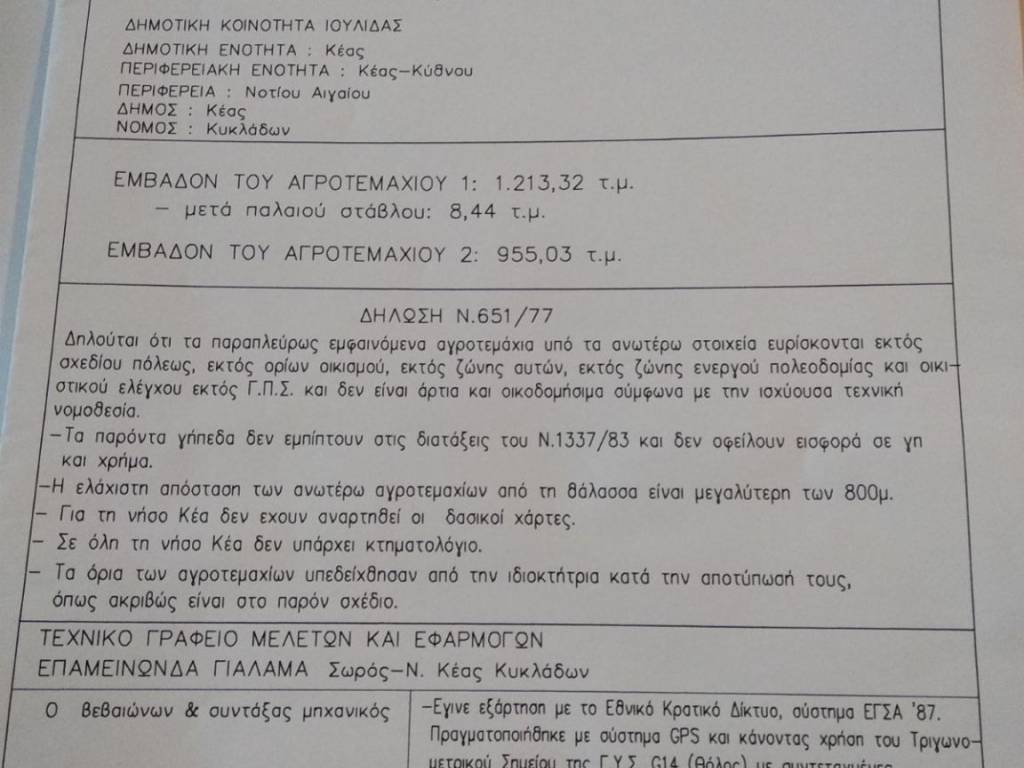 ΔΗΜΟΤΙΚΗ ΚΟΙΝΟΤΗΤΑ ΙΟΥΛΙΔΑΣ
ΔΗΜΟΤΙΚΗ ΕΝΟΤΗΤΑ : Κέας
ΠΕΡΙΦΕΡΕΙΑΚΗ ΕΝΟΤΗΤΑ : Κέας-Κύθνου
ΠΕΡΙΦΕΡΕΙΑ : Νοτίου Αιγαίου
ΔΗΜΟΣ : Κέας
ΝΟΜΟΣ : Κυκλάδων
ΕΜΒΑΔΟΝ ΤΟΥ ΑΓΡΟΤΕΜΑΧΙΟΥ 1: 1.213,32 τ.μ.
- μετά παλαιού στάβλου: 8,44 τ.μ.
ΕΜΒΑΔΟΝ ΤΟΥ ΑΓΡΟΤΕΜΑΧΙΟΥ 2: 955,03 τ.μ.
ΔΗΛΩΣΗ Ν.651/77
Δηλούται ότι τα παραπλεύρως εμφαινόμενα αγροτεμάχια υπό τα ανωτέρω στοιχεία ευρίσκονται εκτός
σχεδίου πόλεως, εκτός ορίων οικισμού, εκτός ζώνης αυτών, εκτός ζώνης ενεργού πολεοδομίας και οικι-
στικού ελέγχου εκτός Γ.Π.Σ. και δεν είναι άρτια και οικοδομήσιμα σύμφωνα με την ισχύουσα τεχνική
νομοθεσία.
-Τα παρόντα γήπεδα δεν εμπίπτουν στις διατάξεις του Ν.1337/83 και δεν οφείλουν εισφορά σε γη
και χρήμα.
-Η ελάχιστη απόσταση των ανωτέρω αγροτεμαχίων από τη θάλασσα είναι μεγαλύτερη των 800μ.
- Για τη νήσο Κέα δεν εχουν αναρτηθεί οι δασικοί χάρτες.
- Σε όλη τη νήσο Κέα δεν υπάρχει κτηματολόγιο.
- Τα όρια των αγροτεμαχίων υπεδείχθησαν από την ιδιοκτήτρια κατά την αποτύπωσή τους,
όπως ακριβώς είναι στο παρόν σχέδιο.
ΤΕΧΝΙΚΟ ΓΡΑΦΕΙΟ ΜΕΛΕΤΩΝ ΚΑΙ ΕΦΑΡΜΟΓΩΝ
ΕΠΑΜΕΙΝΩΝΔΑ ΓΙΑΛΑΜΑ Σωρός-Ν. Κέας Κυκλάδων
Ο βεβαιώνων & συντάξας μηχανικός
-Εγινε εξάρτηση με το Εθνικό Κρατικό Δίκτυο, σύστημα ΕΓΣΑ '87.
Πραγματοποιήθηκε με σύστημα GPS και κάνοντας χρήση του Τριγωνο-
μετρικού Σημείου της Γ.Υ.Σ. G14 (θόλος) με συντεταγμένες